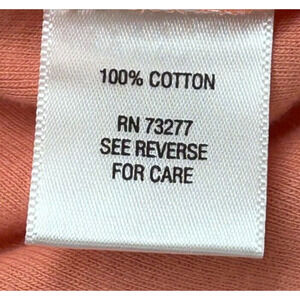 100% COTTON
RN 73277
SEE REVERSE
FOR CARE